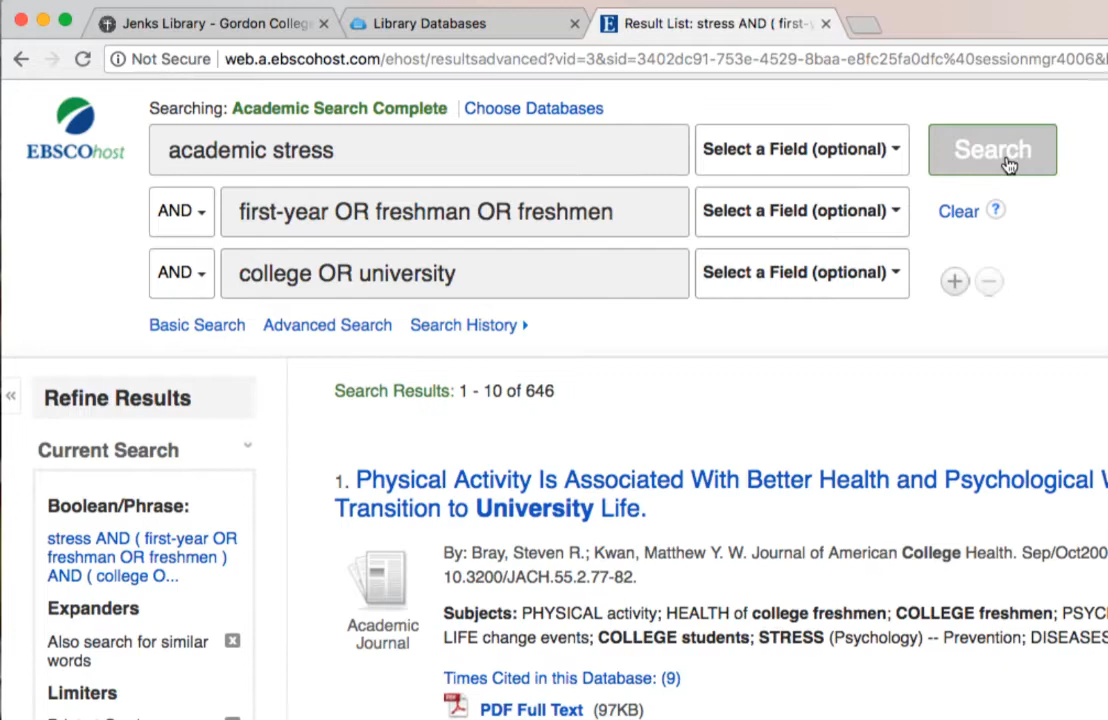 Jenks Library - Gordon College
Library Databases
Result List: stress AND ( first-
Not Secure
web.a.ebscohost.com/ehost/resultsadvanced?vid=3&sid=3402dc91-753e-4529-8baa-e8fc25fa0dfc%40sessionmgr4006&
Searching: Academic Search Complete
Choose Databases
EBSCOhost
academic stress
Select a Field (optional)
Search
AND
first-year OR freshman OR freshmen
Select a Field (optional)
Clear ?
AND
college OR university
Select a Field (optional)
Basic Search
Advanced Search
Search History
Refine Results
Search Results: 1 - 10 of 646
Current Search
Boolean/Phrase:
stress AND ( first-year OR
freshman OR freshmen )
AND ( college O...
Expanders
Also search for similar
words
Limiters
1. Physical Activity Is Associated With Better Health and Psychological
Transition to University Life.
By: Bray, Steven R.; Kwan, Matthew Y. W. Journal of American College Health. Sep/Oct200
10.3200/JACH.55.2.77-82.
Academic
Journal
Subjects: PHYSICAL activity; HEALTH of college freshmen; COLLEGE freshmen; PSYC
LIFE change events; COLLEGE students; STRESS (Psychology) -- Prevention; DISEASES
Times Cited in this Database: (9)
PDF Full Text (97KB)